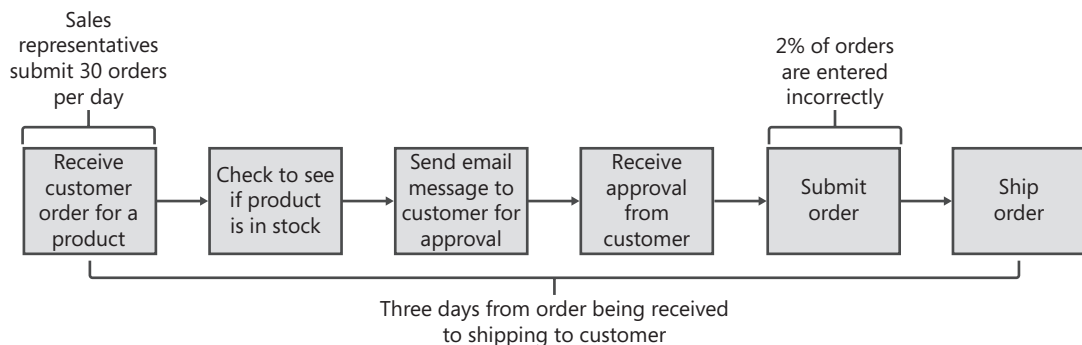 Sales
representatives
submit 30 orders
per day
2% of orders
are entered
incorrectly
Receive
customer
order for a
product
Check to see
if product
is in stock
Send email
message to
customer for
approval
Receive
approval
from
customer
Submit
order
Ship
order
Three days from order being received
to shipping to customer